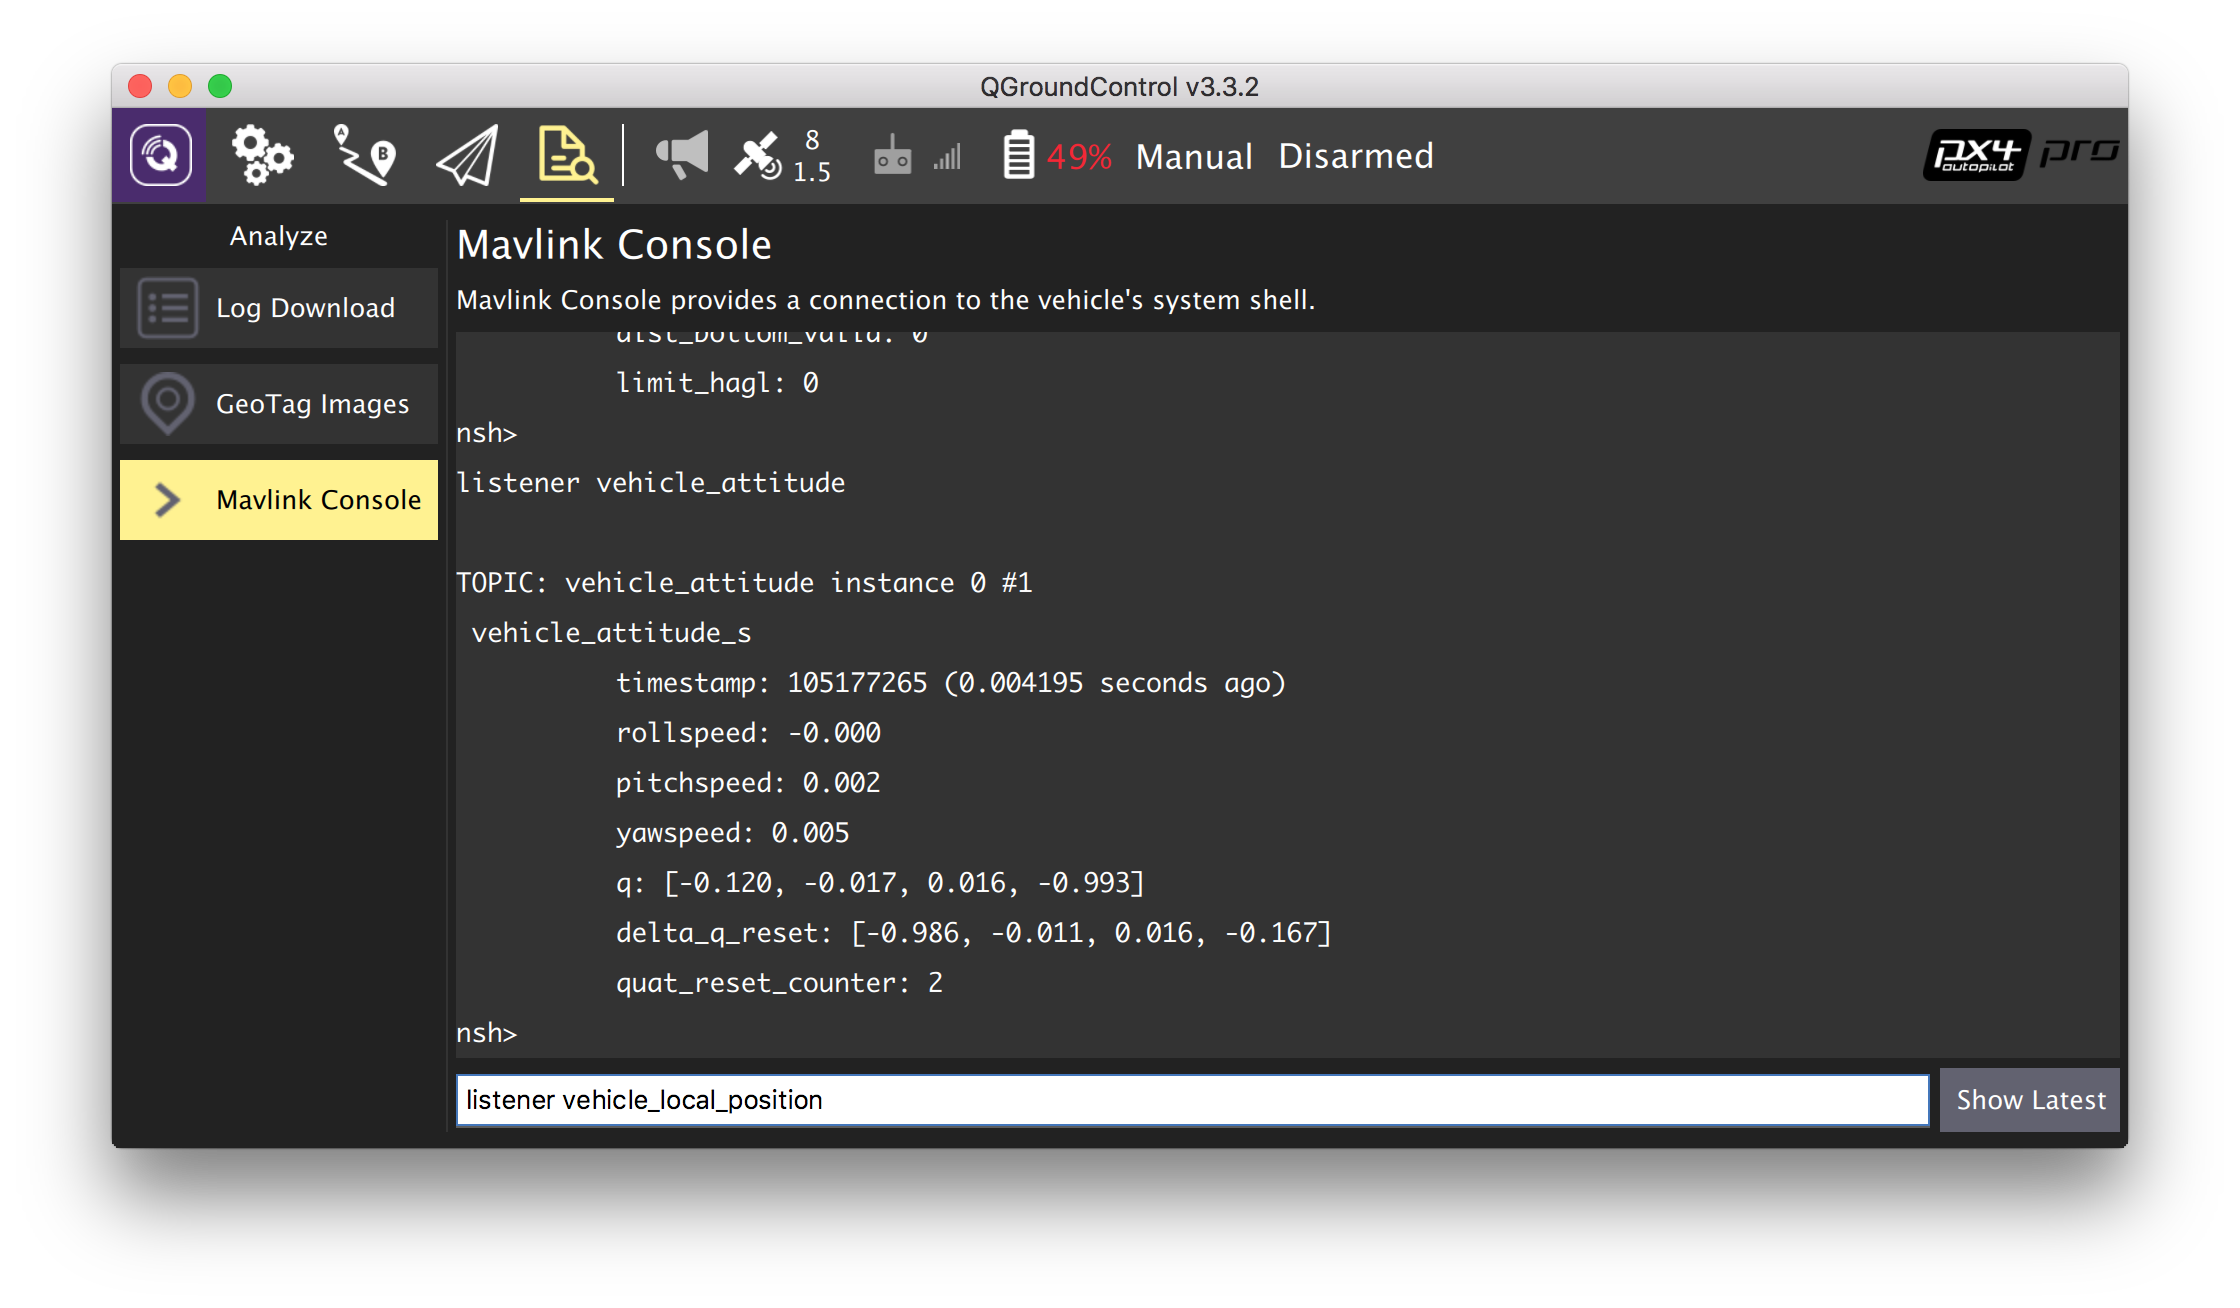 QGroundControl v3.3.2
A
B
8
1.5
49%
Manual
Disarmed
px4
autopilot
pro
Analyze
Log Download
GeoTag Images
Mavlink Console
Mavlink Console
Mavlink Console provides a connection to the vehicle's system shell.
dist_bottom_valid: 0
limit_hagl: 0
nsh>
listener vehicle_attitude
TOPIC: vehicle_attitude instance 0 #1
vehicle_attitude_s
timestamp: 105177265 (0.004195 seconds ago)
rollspeed: -0.000
pitchspeed: 0.002
yawspeed: 0.005
q: [-0.120, -0.017, 0.016, -0.993]
delta_q_reset: [-0.986, -0.011, 0.016, -0.167]
quat_reset_counter: 2
nsh>
listener vehicle_local_position
Show Latest